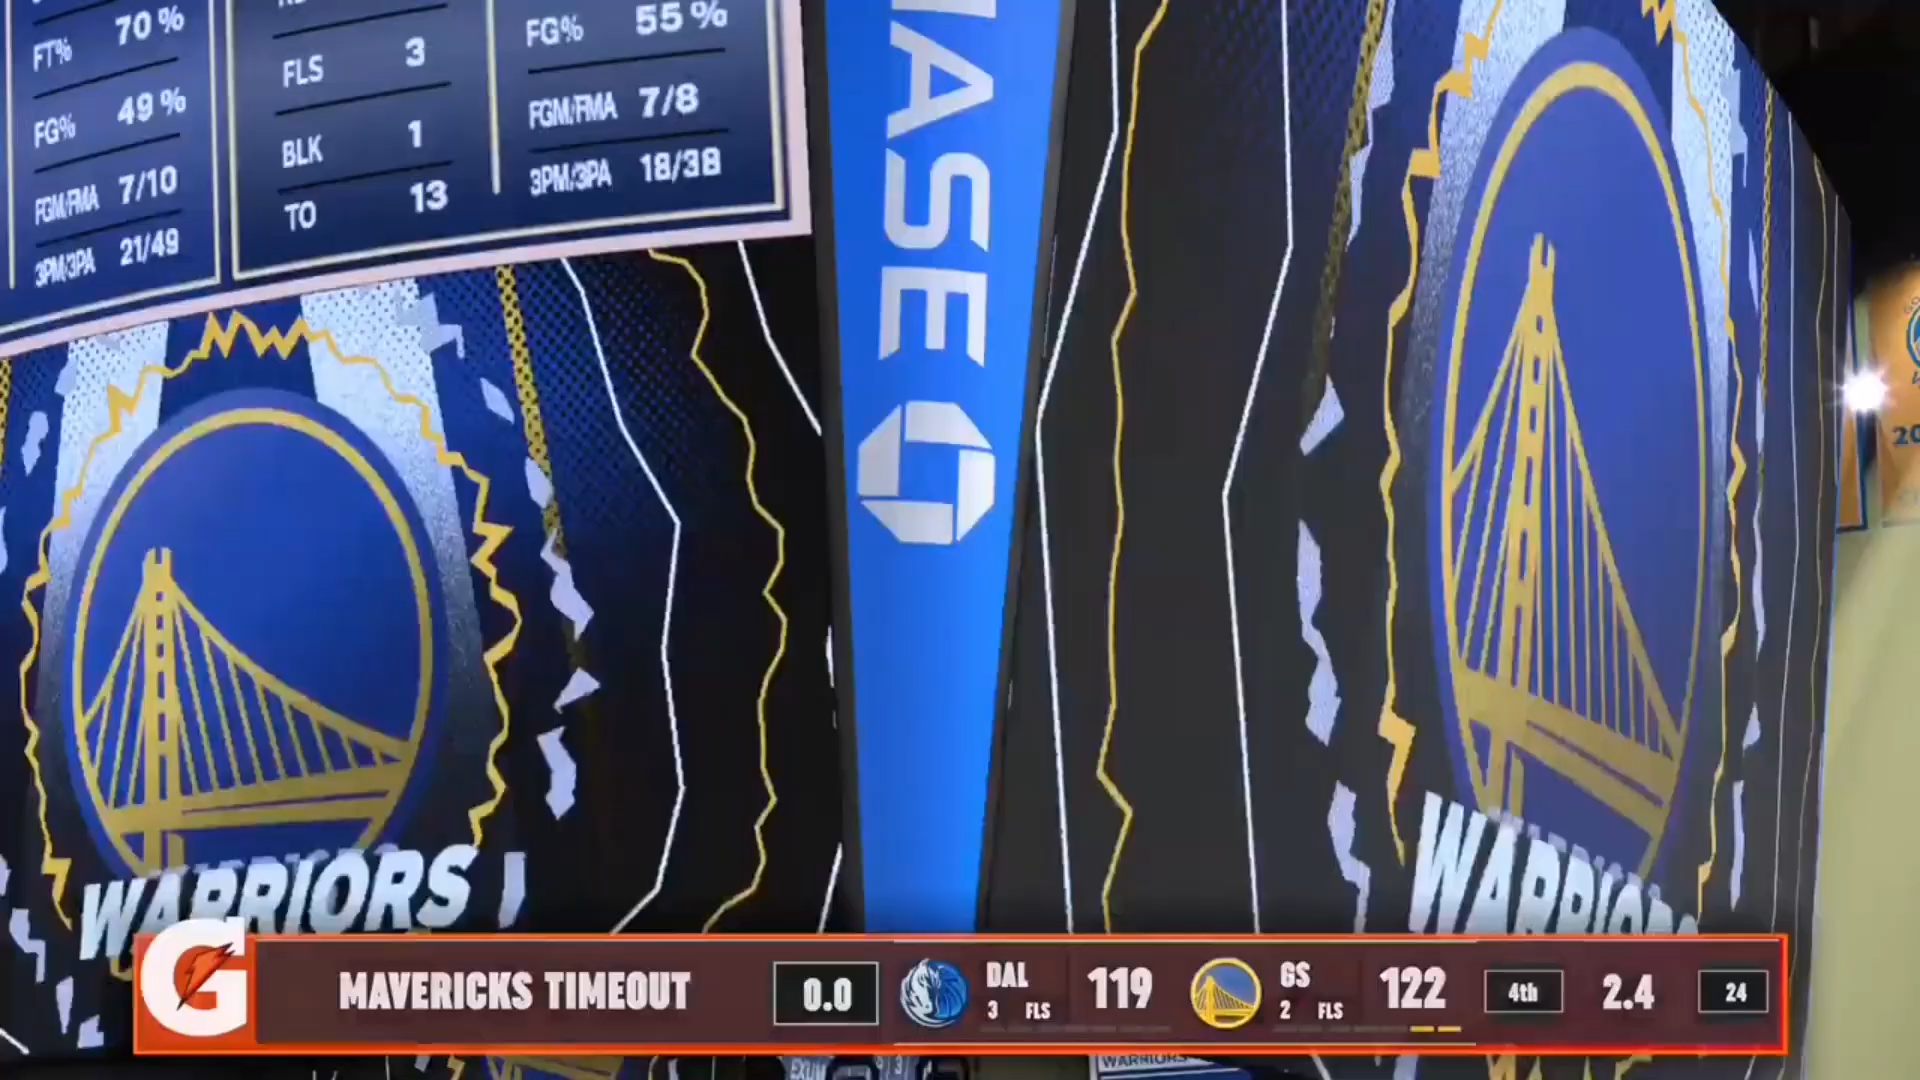 FT% 70%
FG% 49%
FGM/FMA 7/10
3PM/3PA 21/49
FLS 3
BLK 1
TO 13
FG% 55%
FGM/FMA 7/8
3PM/3PA 18/38
HASE
WARRIORS
WARRIORS
20
G MAVERICKS TIMEOUT 0.0 DAL 3 FLS 119 GS 2 FLS 122 4th 2.4 24
WARRIORS